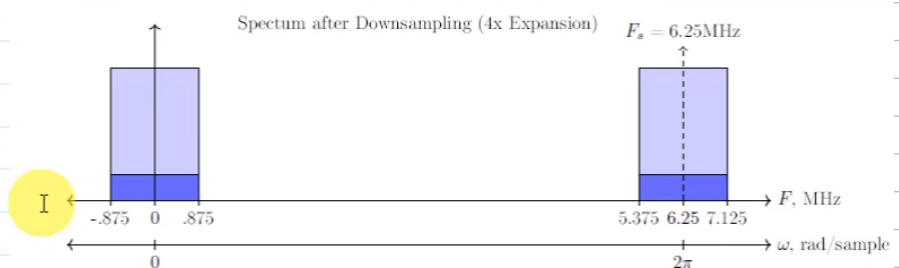 Spectum after Downsampling (4x Expansion)
F_s = 6.25MHz
-.875 0 .875 5.375 6.25 7.125 F, MHz
ω, rad/sample
0 2π